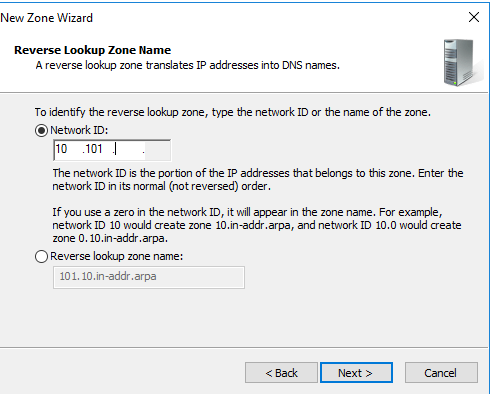 New Zone Wizard
Reverse Lookup Zone Name
A reverse lookup zone translates IP addresses into DNS names.
To identify the reverse lookup zone, type the network ID or the name of the zone.
Network ID:
10 .101 . .
The network ID is the portion of the IP addresses that belongs to this zone. Enter the
network ID in its normal (not reversed) order.
If you use a zero in the network ID, it will appear in the zone name. For example,
network ID 10 would create zone 10.in-addr.arpa, and network ID 10.0 would create
zone 0.10.in-addr.arpa.
Reverse lookup zone name:
101.10.in-addr.arpa
< Back Next > Cancel